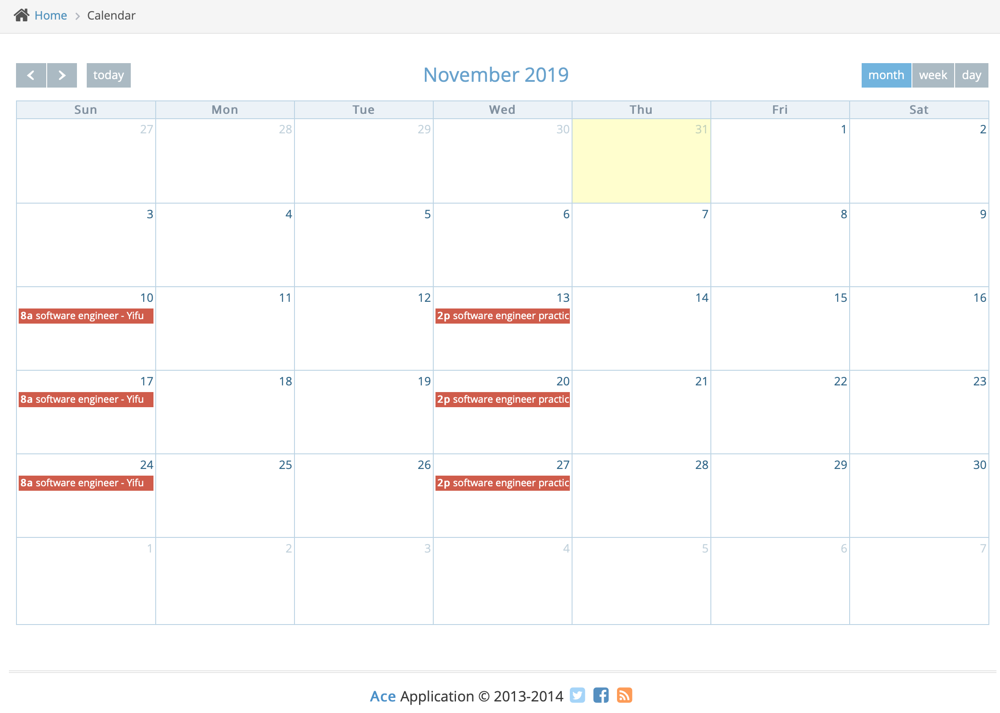 Home Calendar
today November 2019 month week day
Sun Mon Tue Wed Thu Fri Sat
27 28 29 30 31 1 2
3 4 5 6 7 8 9
10 11 12 13 14 15 16
8a software engineer - Yifu 2p software engineer practic
17 18 19 20 21 22 23
8a software engineer - Yifu 2p software engineer practic
24 25 26 27 28 29 30
8a software engineer - Yifu 2p software engineer practic
1 2 3 4 5 6 7
Ace Application © 2013-2014